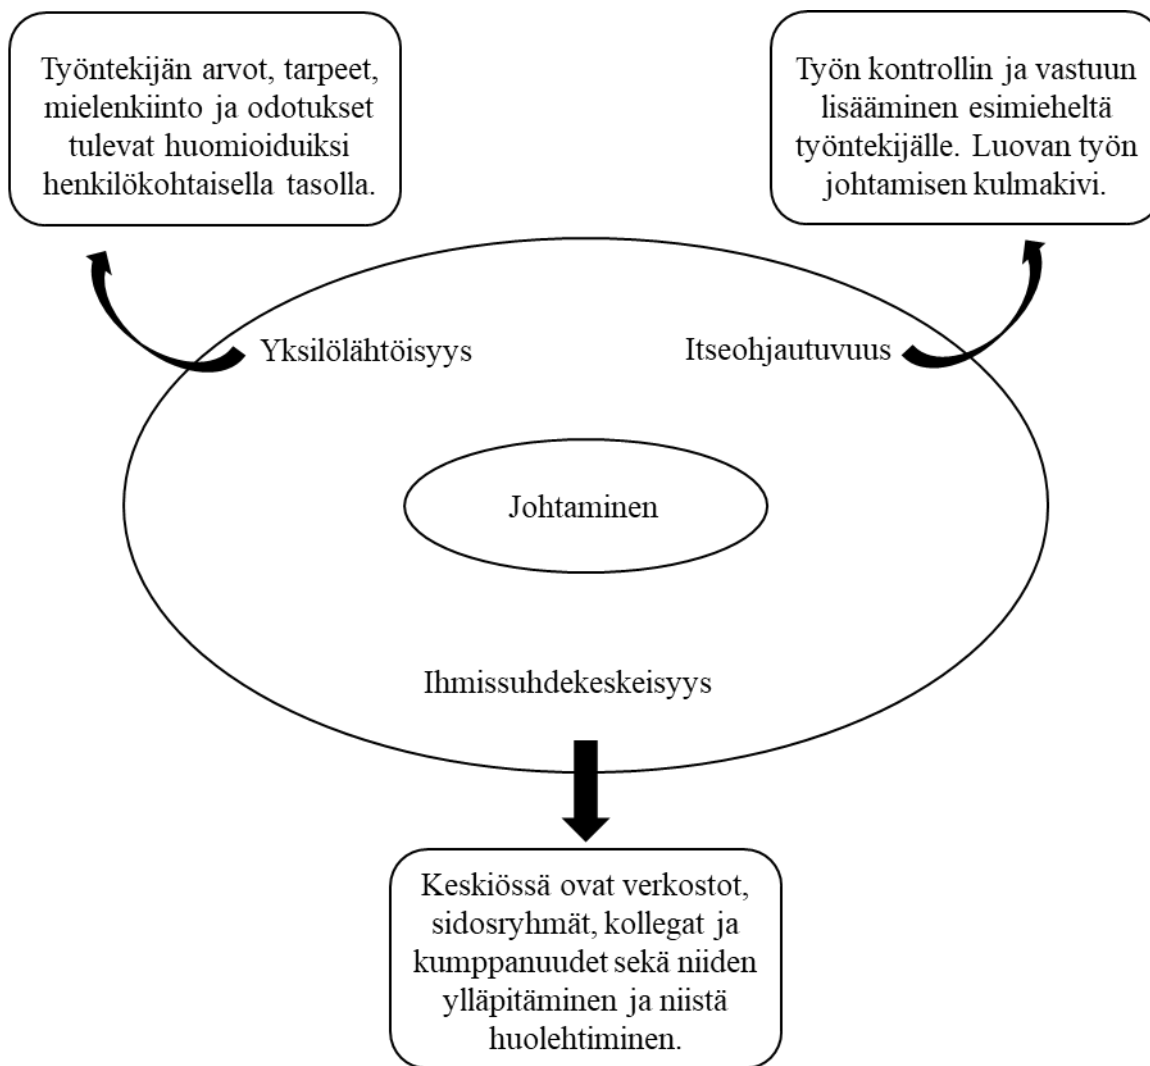 Työntekijän arvot, tarpeet,
mielenkiinto ja odotukset
tulevat huomioiduiksi
henkilökohtaisella tasolla.
Työn kontrollin ja vastuun
lisääminen esimieheltä
työntekijälle. Luovan työn
johtamisen kulmakivi.
Yksilölähtöisyys
Itseohjautuvuus
Johtaminen
Ihmissuhdekeskeisyys
Keskiössä ovat verkostot,
sidosryhmät, kollegat ja
kumppanuudet sekä niiden
ylläpitäminen ja niistä
huolehtiminen.